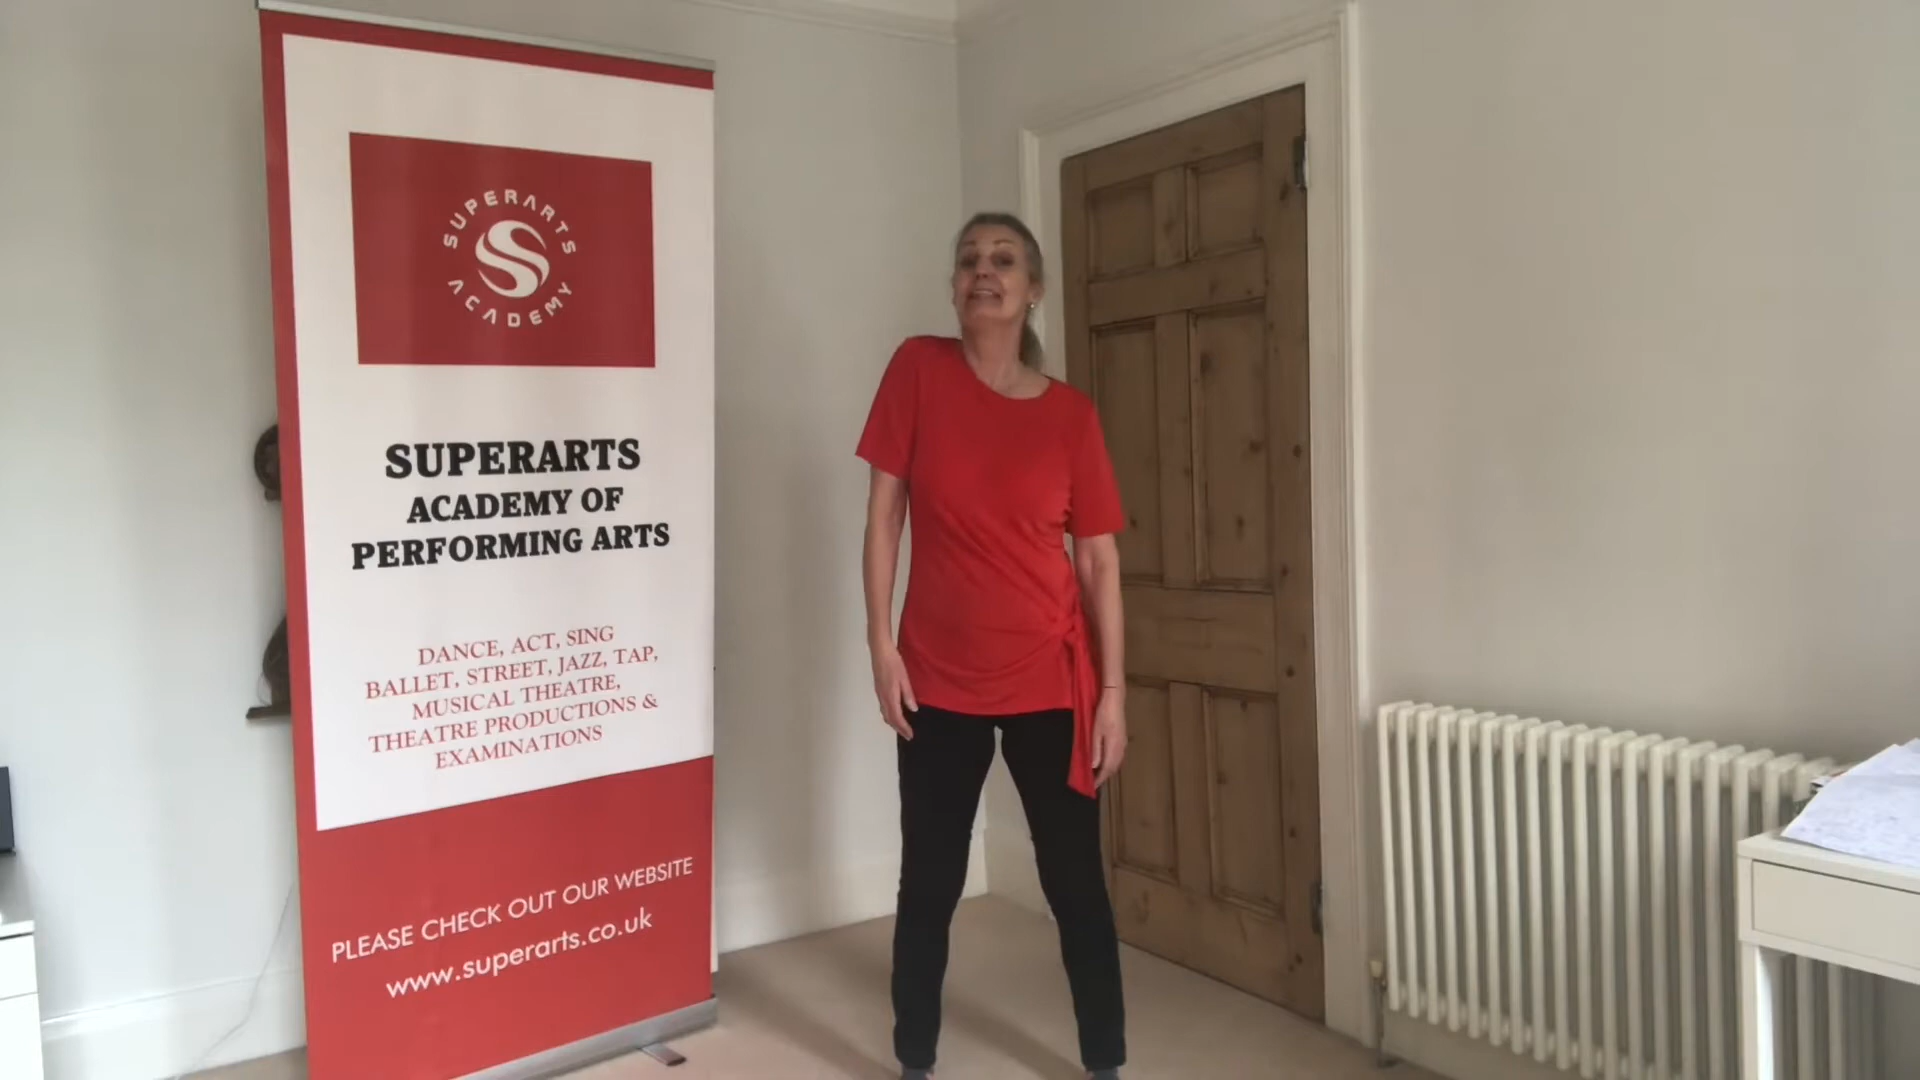 SUPERARTS
ACADEMY
SUPERARTS
ACADEMY OF
PERFORMING ARTS
DANCE, ACT, SING
BALLET, STREET, JAZZ, TAP,
MUSICAL THEATRE,
THEATRE PRODUCTIONS &
EXAMINATIONS
PLEASE CHECK OUT OUR WEBSITE
www.superarts.co.uk